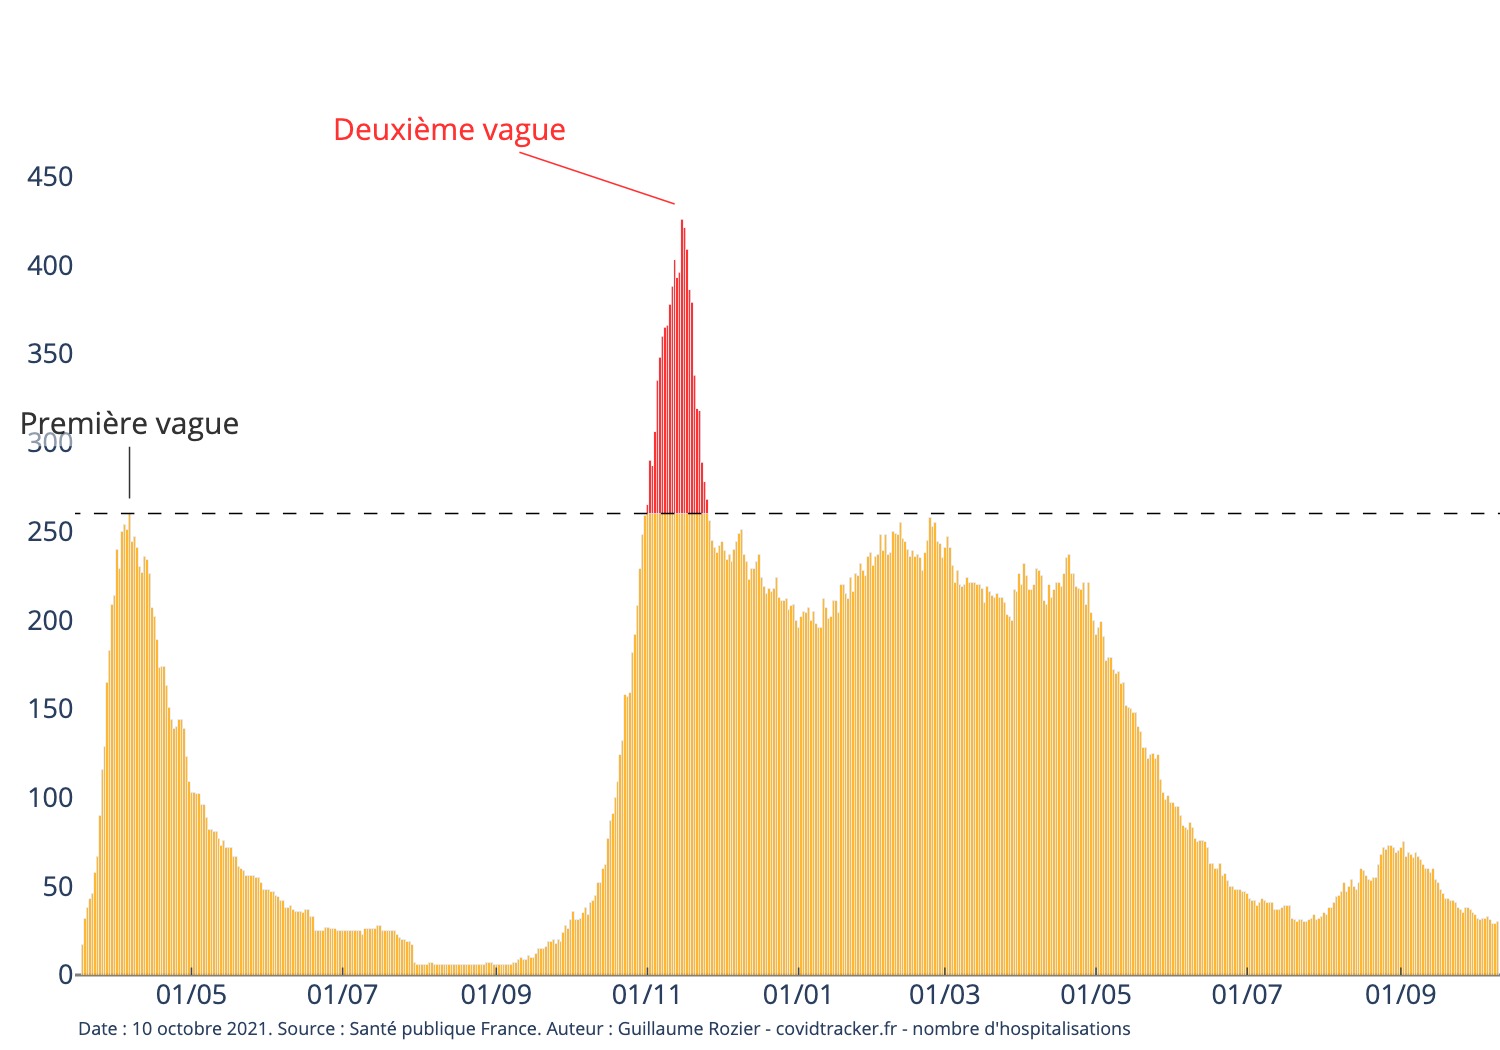 Deuxième vague
450
400
350
Première vague
300
250
200
150
100
50
0
01/05 01/07 01/09 01/11 01/01 01/03 01/05 01/07 01/09
Date : 10 octobre 2021. Source : Santé publique France. Auteur : Guillaume Rozier - covidtracker.fr - nombre d'hospitalisations